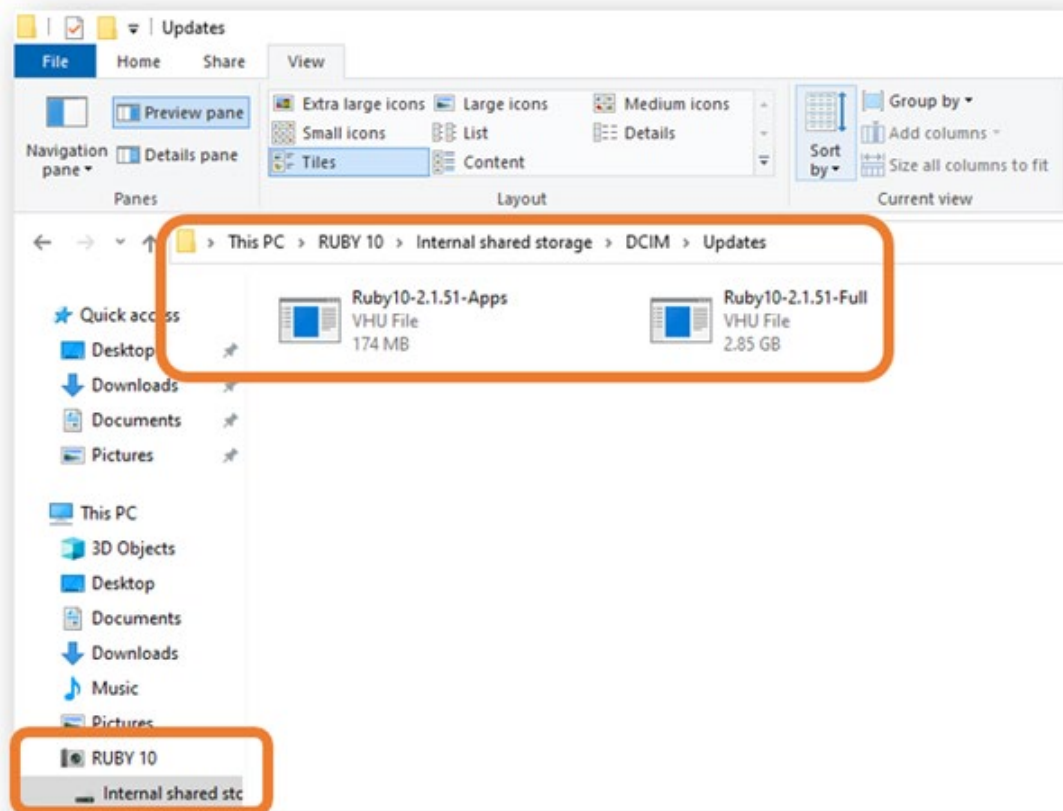 Updates
File Home Share View
Extra large icons Large icons Medium icons
Small icons List Details
Tiles Content
Preview pane
Details pane
Navigation
pane
Sort
by
Group by
Add columns
Size all columns to fit
Panes Layout Current view
This PC > RUBY 10 > Internal shared storage > DCIM > Updates
Ruby10-2.1.51-Apps
VHU File
174 MB
Ruby10-2.1.51-Full
VHU File
2.85 GB
Quick access
Desktop
Downloads
Documents
Pictures
This PC
3D Objects
Desktop
Documents
Downloads
Music
Pictures
RUBY 10
Internal shared stc